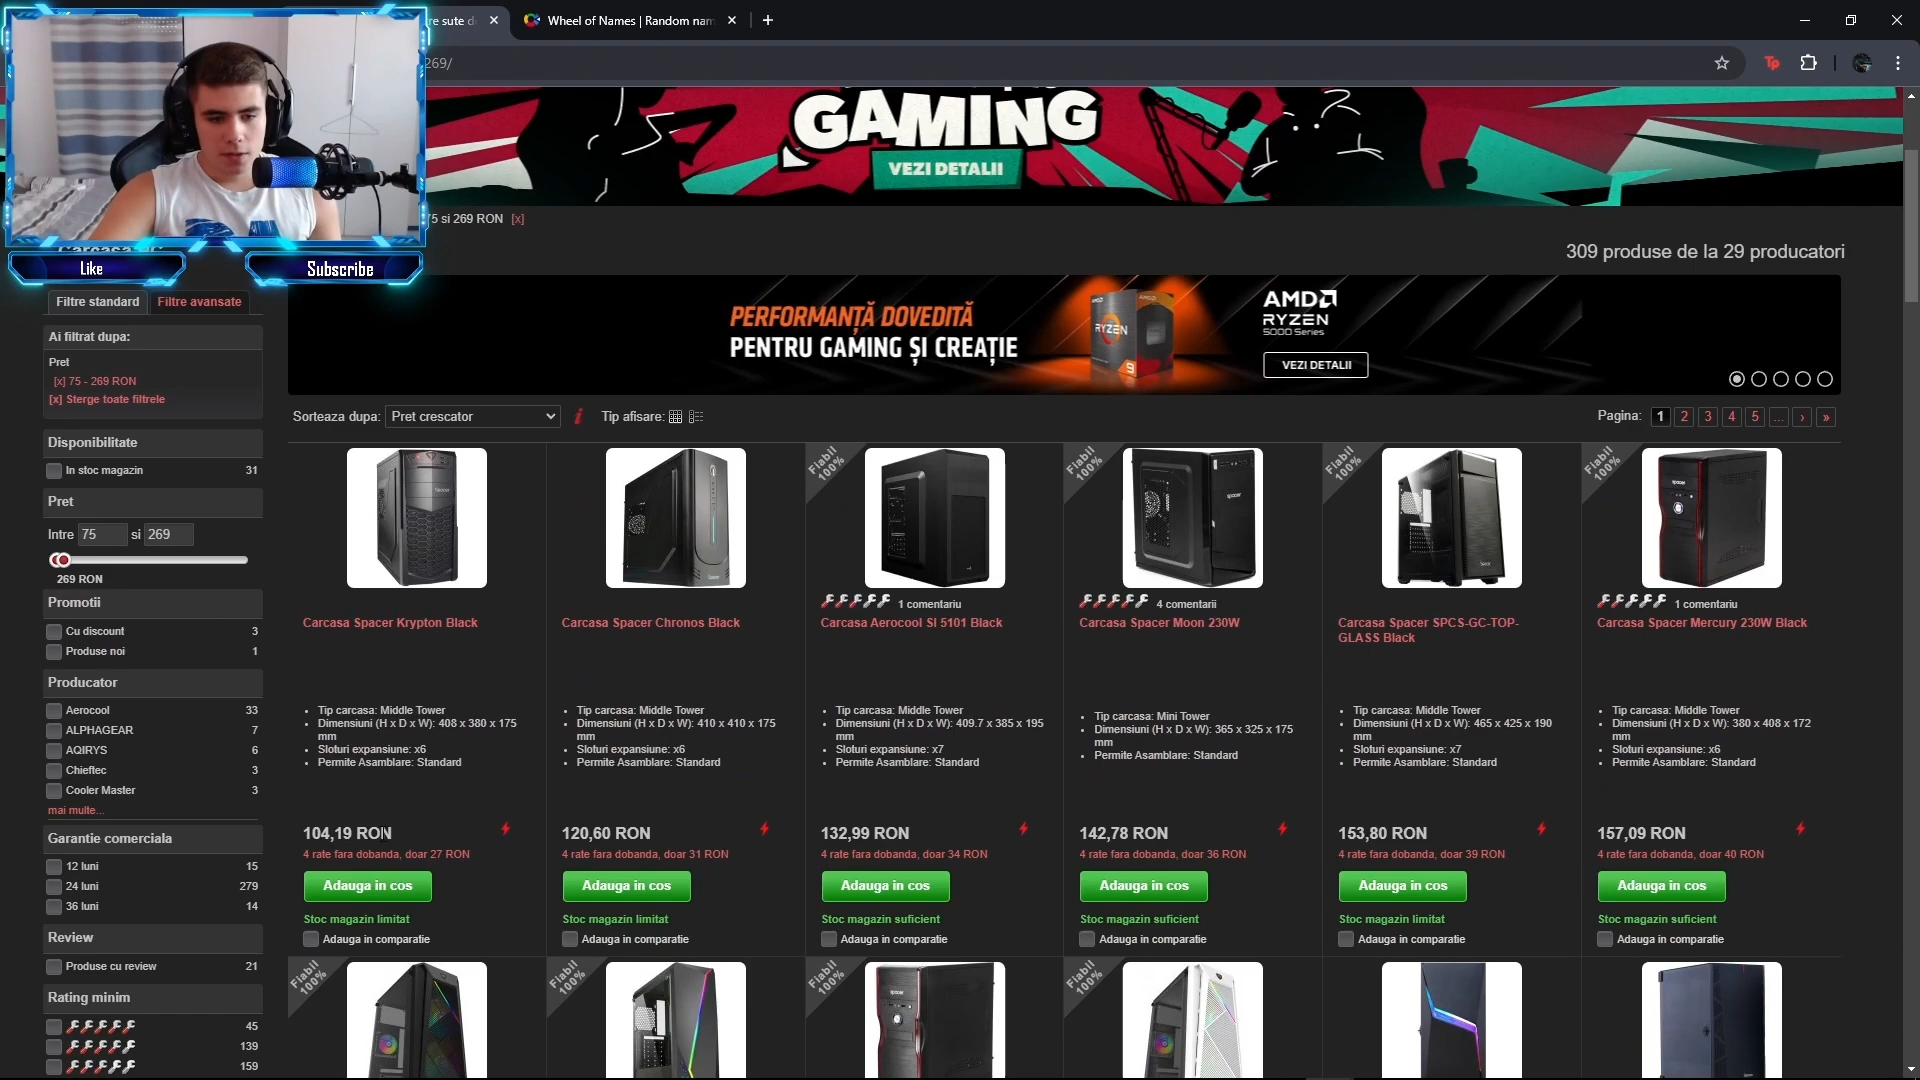 re sute d
Wheel of Names | Random nam
269/
GAMING
VEZI DETALII
75 si 269 RON [x]
Like
Subscribe
309 produse de la 29 producatori
Filtre standard
Filtre avansate
Ai filtrat dupa:
Pret
[x] 75 - 269 RON
[x] Sterge toate filtrele
PERFORMANȚĂ DOVEDITĂ
PENTRU GAMING ȘI CREAȚIE
RYZEN
9
AMD
RYZEN
5000 Series
VEZI DETALII
Sorteaza dupa: Pret crescator
i
Tip afisare:
Pagina: 1 2 3 4 5 ... › »
Disponibilitate
In stoc magazin 31
Pret
Intre 75 si 269
269 RON
Promotii
Cu discount 3
Produse noi 1
Producator
Aerocool 33
ALPHAGEAR 7
AQIRYS 6
Chieftec 3
Cooler Master 3
mai multe...
Garantie comerciala
12 luni 15
24 luni 279
36 luni 14
Review
Produse cu review 21
Rating minim
45
139
159
Carcasa Spacer Krypton Black
Tip carcasa: Middle Tower
Dimensiuni (H x D x W): 408 x 380 x 175
mm
Sloturi expansiune: x6
Permite Asamblare: Standard
104,19 RON
4 rate fara dobanda, doar 27 RON
Adauga in cos
Stoc magazin limitat
Adauga in comparatie
Carcasa Spacer Chronos Black
Tip carcasa: Middle Tower
Dimensiuni (H x D x W): 410 x 410 x 175
mm
Sloturi expansiune: x6
Permite Asamblare: Standard
120,60 RON
4 rate fara dobanda, doar 31 RON
Adauga in cos
Stoc magazin limitat
Adauga in comparatie
Fiabil
100%
1 comentariu
Carcasa Aerocool SI 5101 Black
Tip carcasa: Middle Tower
Dimensiuni (H x D x W): 409.7 x 385 x 195
mm
Sloturi expansiune: x7
Permite Asamblare: Standard
132,99 RON
4 rate fara dobanda, doar 34 RON
Adauga in cos
Stoc magazin suficient
Adauga in comparatie
Fiabil
100%
4 comentarii
Carcasa Spacer Moon 230W
Tip carcasa: Mini Tower
Dimensiuni (H x D x W): 365 x 325 x 175
mm
Permite Asamblare: Standard
142,78 RON
4 rate fara dobanda, doar 36 RON
Adauga in cos
Stoc magazin suficient
Adauga in comparatie
Fiabil
100%
Carcasa Spacer SPCS-GC-TOP-
GLASS Black
Tip carcasa: Middle Tower
Dimensiuni (H x D x W): 465 x 425 x 190
mm
Sloturi expansiune: x7
Permite Asamblare: Standard
153,80 RON
4 rate fara dobanda, doar 39 RON
Adauga in cos
Stoc magazin limitat
Adauga in comparatie
Fiabil
100%
1 comentariu
Carcasa Spacer Mercury 230W Black
Tip carcasa: Middle Tower
Dimensiuni (H x D x W): 380 x 408 x 172
mm
Sloturi expansiune: x6
Permite Asamblare: Standard
157,09 RON
4 rate fara dobanda, doar 40 RON
Adauga in cos
Stoc magazin suficient
Adauga in comparatie
Fiabil
100%
Fiabil
100%
Fiabil
100%
Fiabil
100%